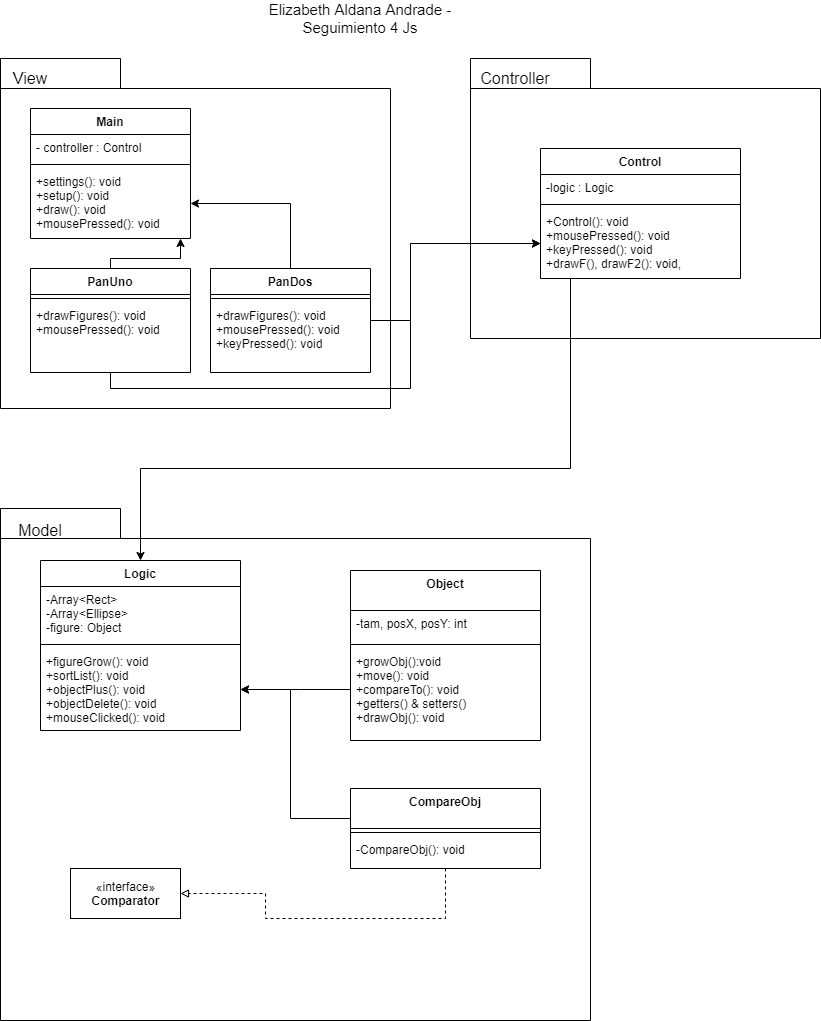 Elizabeth Aldana Andrade -
Seguimiento 4 Js
View
Main
- controller : Control
+settings(): void
+setup(): void
+draw(): void
+mousePressed(): void
PanUno
+drawFigures(): void
+mousePressed(): void
PanDos
+drawFigures(): void
+mousePressed(): void
+keyPressed(): void
Controller
Control
-logic : Logic
+Control(): void
+mousePressed(): void
+keyPressed(): void
+drawF(), drawF2(): void,
Model
Logic
-Array<Rect>
-Array<Ellipse>
-figure: Object
+figureGrow(): void
+sortList(): void
+objectPlus(): void
+objectDelete(): void
+mouseClicked(): void
Object
-tam, posX, posY: int
+growObj():void
+move(): void
+compareTo(): void
+getters() & setters()
+drawObj(): void
CompareObj
-CompareObj(): void
«interface»
Comparator